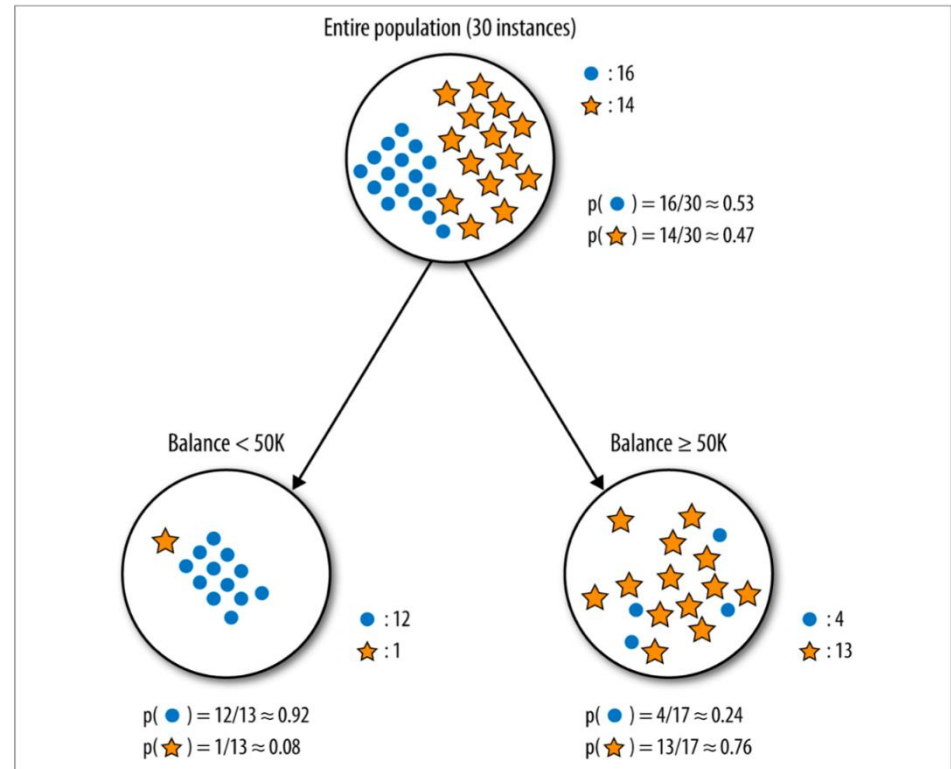 Entire population (30 instances)
: 16
: 14
p( ) = 16/30 ≈ 0.53
p( ) = 14/30 ≈ 0.47
Balance < 50K
Balance ≥ 50K
: 12
: 1
: 4
: 13
p( ) = 12/13 ≈ 0.92
p( ) = 1/13 ≈ 0.08
p( ) = 4/17 ≈ 0.24
p( ) = 13/17 ≈ 0.76